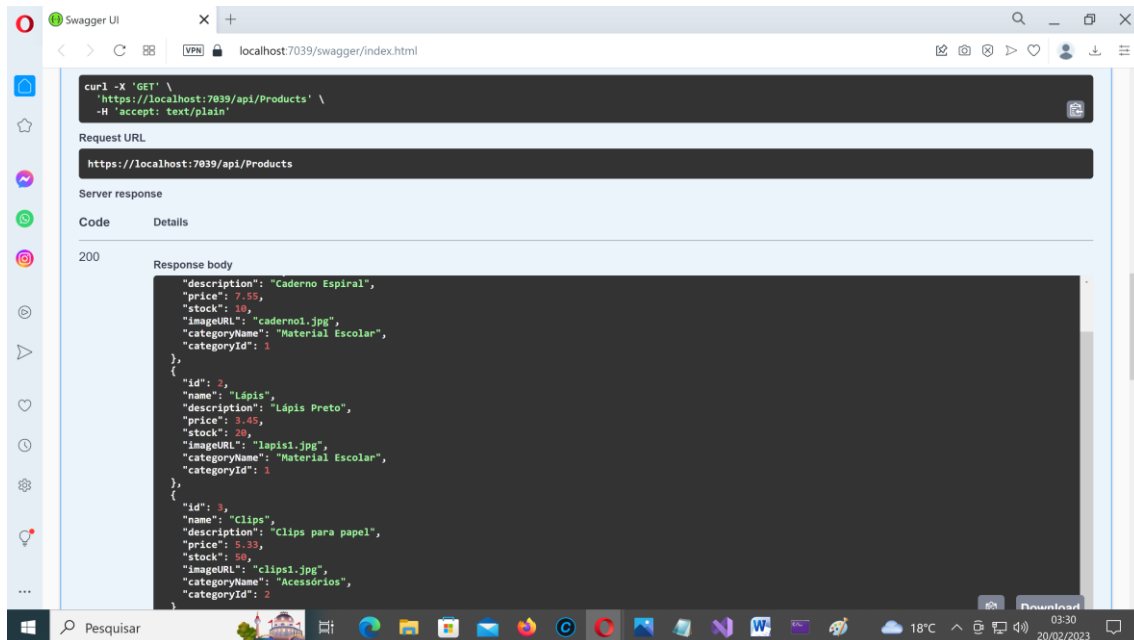 Swagger UI
VPN
localhost:7039/swagger/index.html
curl -X 'GET' \
'https://localhost:7039/api/Products' \
-H 'accept: text/plain'
Request URL
https://localhost:7039/api/Products
Server response
Code Details
200
Response body
"description": "Caderno Espiral",
"price": 7.55,
"stock": 10,
"imageURL": "caderno1.jpg",
"categoryName": "Material Escolar",
"categoryId": 1
},
{
"id": 2,
"name": "Lápis",
"description": "Lápis Preto",
"price": 3.45,
"stock": 20,
"imageURL": "lapis1.jpg",
"categoryName": "Material Escolar",
"categoryId": 1
},
{
"id": 3,
"name": "Clips",
"description": "Clips para papel",
"price": 5.33,
"stock": 50,
"imageURL": "clips1.jpg",
"categoryName": "Acessórios",
"categoryId": 2
}
Download
Pesquisar
18°C
03:30
20/02/2023